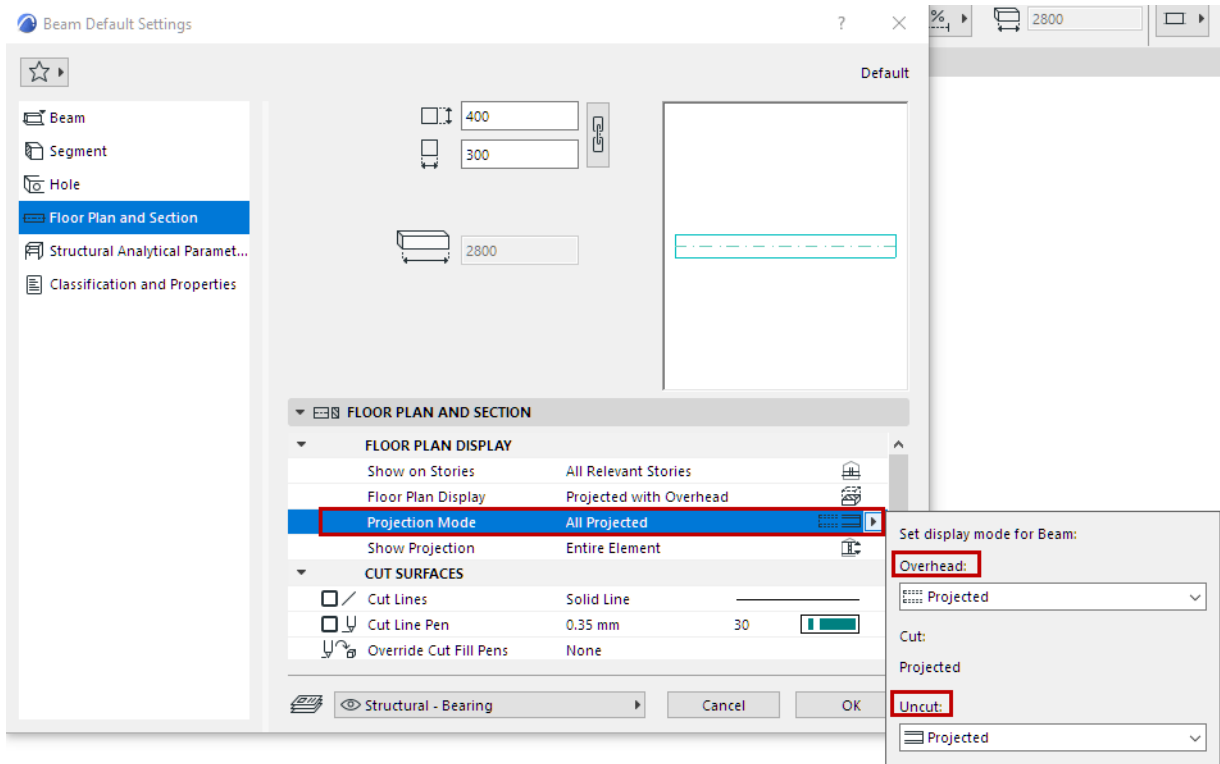 Beam Default Settings
?
%
2800
Default
Beam
Segment
Hole
Floor Plan and Section
Structural Analytical Paramet...
Classification and Properties
400
300
2800
FLOOR PLAN AND SECTION
FLOOR PLAN DISPLAY
Show on Stories All Relevant Stories
Floor Plan Display Projected with Overhead
Projection Mode All Projected
Show Projection Entire Element
CUT SURFACES
Cut Lines Solid Line
Cut Line Pen 0.35 mm 30
Override Cut Fill Pens None
Structural - Bearing
Cancel
OK
Set display mode for Beam:
Overhead:
Projected
Cut:
Projected
Uncut:
Projected